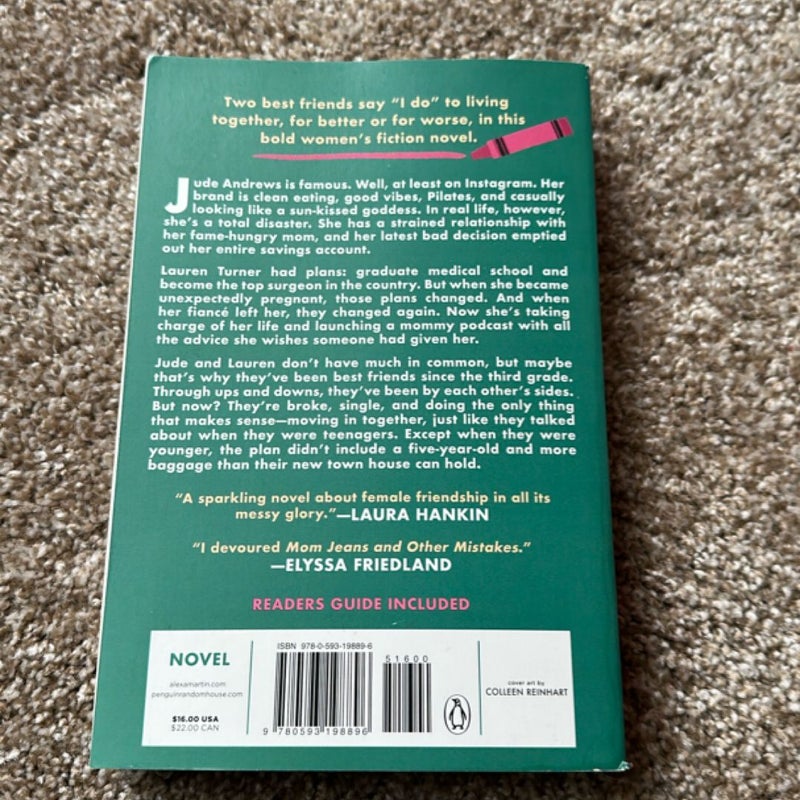 Two best friends say “I do” to living
together, for better or for worse, in this
bold women's fiction novel.
Jude Andrews is famous. Well, at least on Instagram. Her
brand is clean eating, good vibes, Pilates, and casually
looking like a sun-kissed goddess. In real life, however,
she's a total disaster. She has a strained relationship with
her fame-hungry mom, and her latest bad decision emptied
out her entire savings account.
Lauren Turner had plans: graduate medical school and
become the top surgeon in the country. But when she became
unexpectedly pregnant, those plans changed. And when
her fiancé left her, they changed again. Now she's taking
charge of her life and launching a mommy podcast with all
the advice she wishes someone had given her.
Jude and Lauren don't have much in common, but maybe
that's why they've been best friends since the third grade.
Through ups and downs, they've been by each other's sides.
But now? They're broke, single, and doing the only thing
that makes sense—moving in together, just like they talked
about when they were teenagers. Except when they were
younger, the plan didn't include a five-year-old and more
baggage than their new town house can hold.
“A sparkling novel about female friendship in all its
messy glory.”—LAURA HANKIN
“I devoured Mom Jeans and Other Mistakes.”
—ELYSSA FRIEDLAND
READERS GUIDE INCLUDED
NOVEL
alexamartin.com
penguinrandomhouse.com
$16.00 USA
$22.00 CAN
ISBN 978-0-593-19889-6
51600
9 780593 198896
cover art by
COLLEEN REINHART